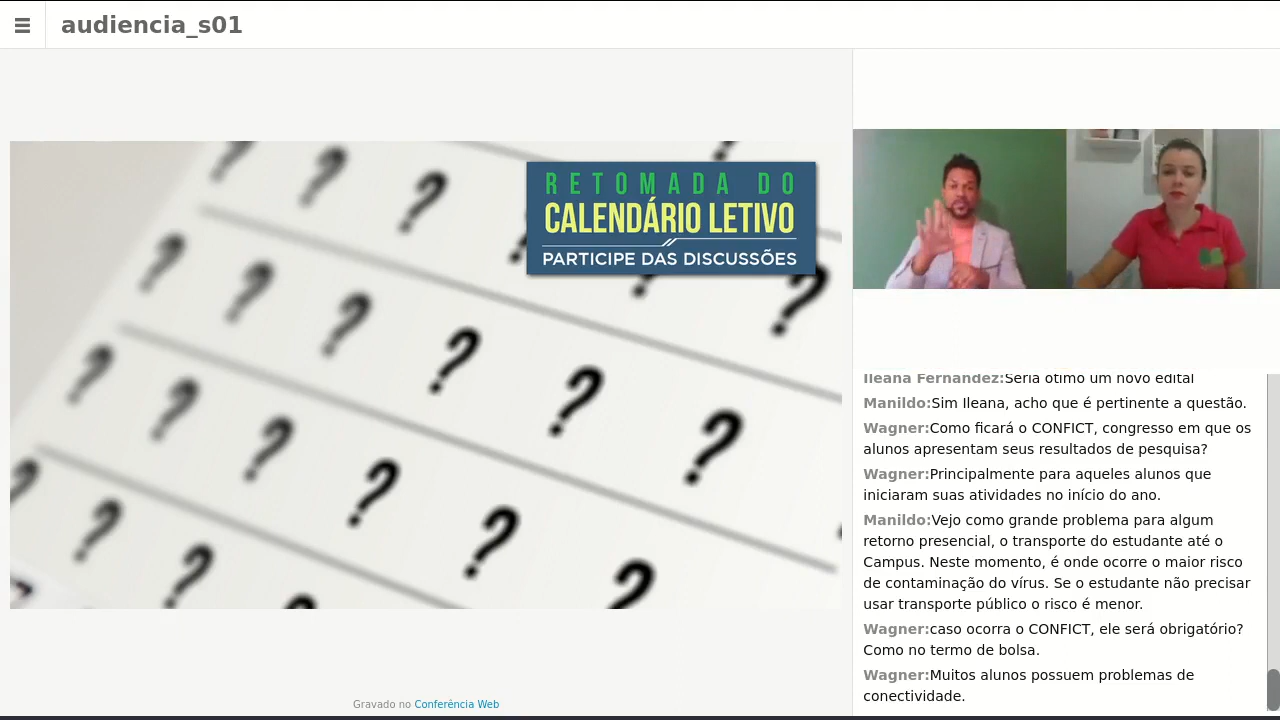 audiencia_s01
RETOMADA DO
CALENDÁRIO LETIVO
PARTICIPE DAS DISCUSSÕES
Ileana Fernandez:Seria ótimo um novo edital
Manildo:Sim Ileana, acho que é pertinente a questão.
Wagner:Como ficará o CONFICT, congresso em que os
alunos apresentam seus resultados de pesquisa?
Wagner:Principalmente para aqueles alunos que
iniciaram suas atividades no início do ano.
Manildo:Vejo como grande problema para algum
retorno presencial, o transporte do estudante até o
Campus. Neste momento, é onde ocorre o maior risco
de contaminação do vírus. Se o estudante não precisar
usar transporte público o risco é menor.
Wagner:caso ocorra o CONFICT, ele será obrigatório?
Como no termo de bolsa.
Wagner:Muitos alunos possuem problemas de
conectividade.
Gravado no Conferência Web